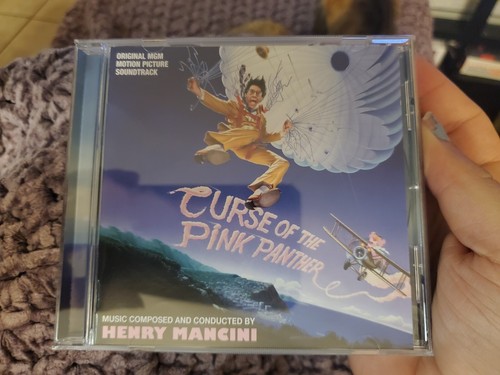 ORIGINAL MGM
MOTION PICTURE
SOUNDTRACK
CURSE OF THE
PINK PANTHER
MUSIC COMPOSED AND CONDUCTED BY
HENRY MANCINI